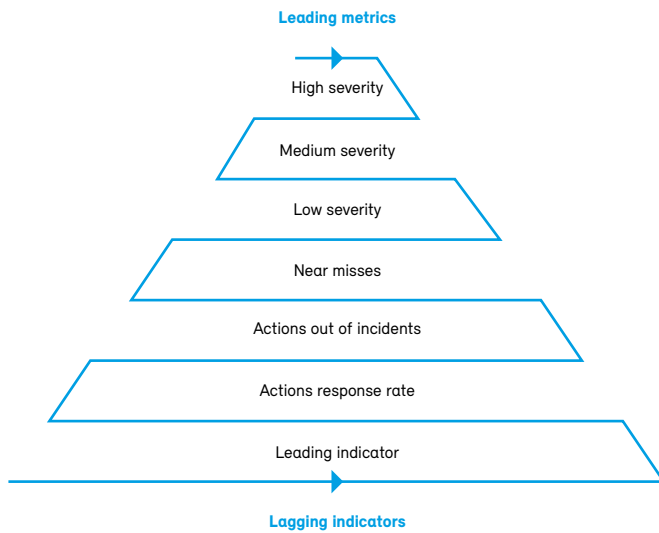 Leading metrics
High severity
Medium severity
Low severity
Near misses
Actions out of incidents
Actions response rate
Leading indicator
Lagging indicators